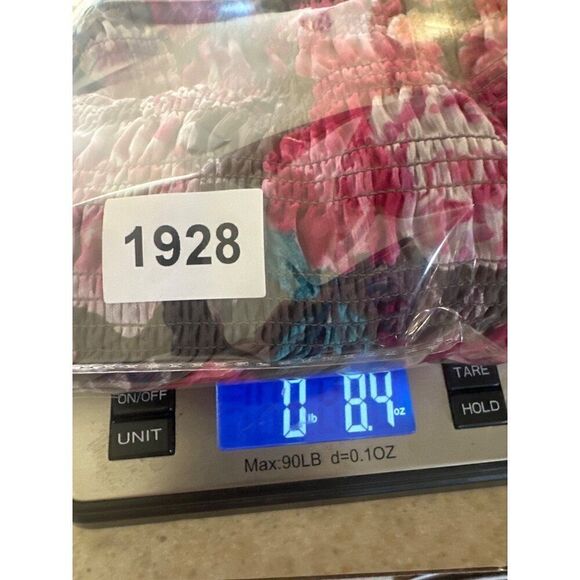 1928
ON/OFF
UNIT
0 lb 8.4 oz
TARE
HOLD
Max:90LB d=0.1OZ